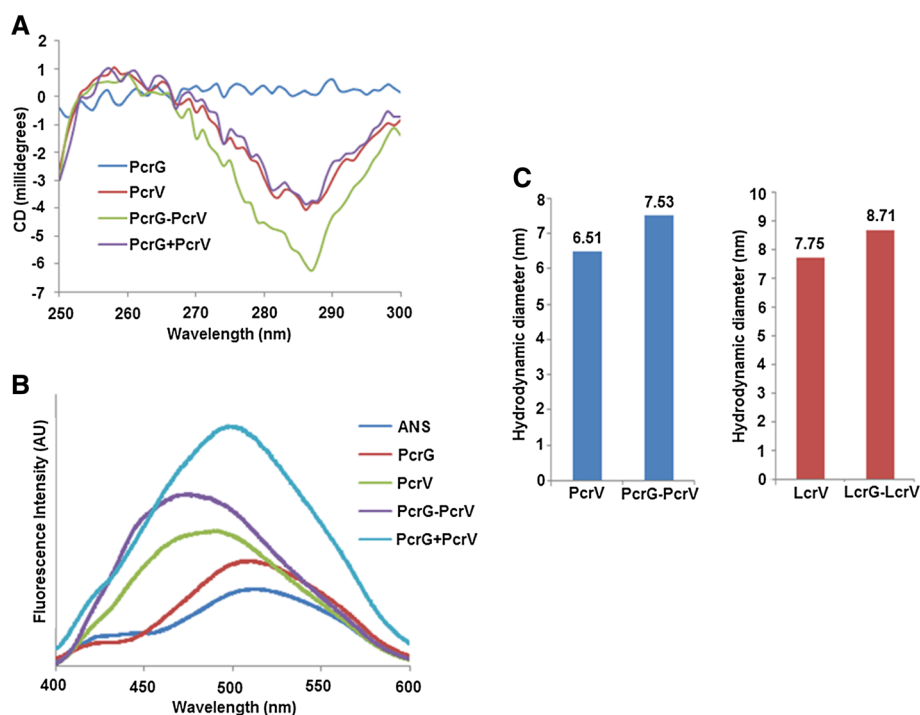 A
2
1
0
-1
-2
-3
-4
-5
-6
-7
CD (millidegrees)
PcrG
PcrV
PcrG-PcrV
PcrG+PcrV
250 260 270 280 290 300
Wavelength (nm)
B
Fluorescence Intensity (AU)
ANS
PcrG
PcrV
PcrG-PcrV
PcrG+PcrV
400 450 500 550 600
Wavelength (nm)
C
8
7
6
5
4
3
2
1
0
Hydrodynamic diameter (nm)
6.51
7.53
PcrV PcrG-PcrV
10
9
8
7
6
5
4
3
2
1
0
Hydrodynamic diameter (nm)
7.75
8.71
LcrV LcrG-LcrV